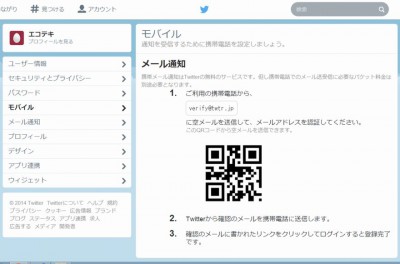 # 見つける
アカウント
検索
エコテキ
プロフィールを見る
ユーザー情報
セキュリティとプライバシー
パスワード
モバイル
メール通知
プロフィール
デザイン
アプリ連携
ウィジェット
© 2014 Twitter Twitterについて ヘルプ 規約
プライバシー クッキー 広告情報 ブランド
ブログ ステータス アプリ連携 求人
広告する メディア 開発者
モバイル
通知を受信するために携帯電話を設定しましょう。
メール通知
携帯メール通知はTwitterの無料のサービスです。但し携帯電話でのメール送受信に必要なパケット料金は
別途必要となります。
1. ご利用の携帯電話から、
verify@twtr.jp
に空メールを送信して、メールアドレスを認証してください。
このQRコードから空メールを送信できます。
2. Twitterから確認のメールを携帯電話に送信します。
3. 確認のメールに書かれたリンクをクリックしてログインすると登録完了
です。